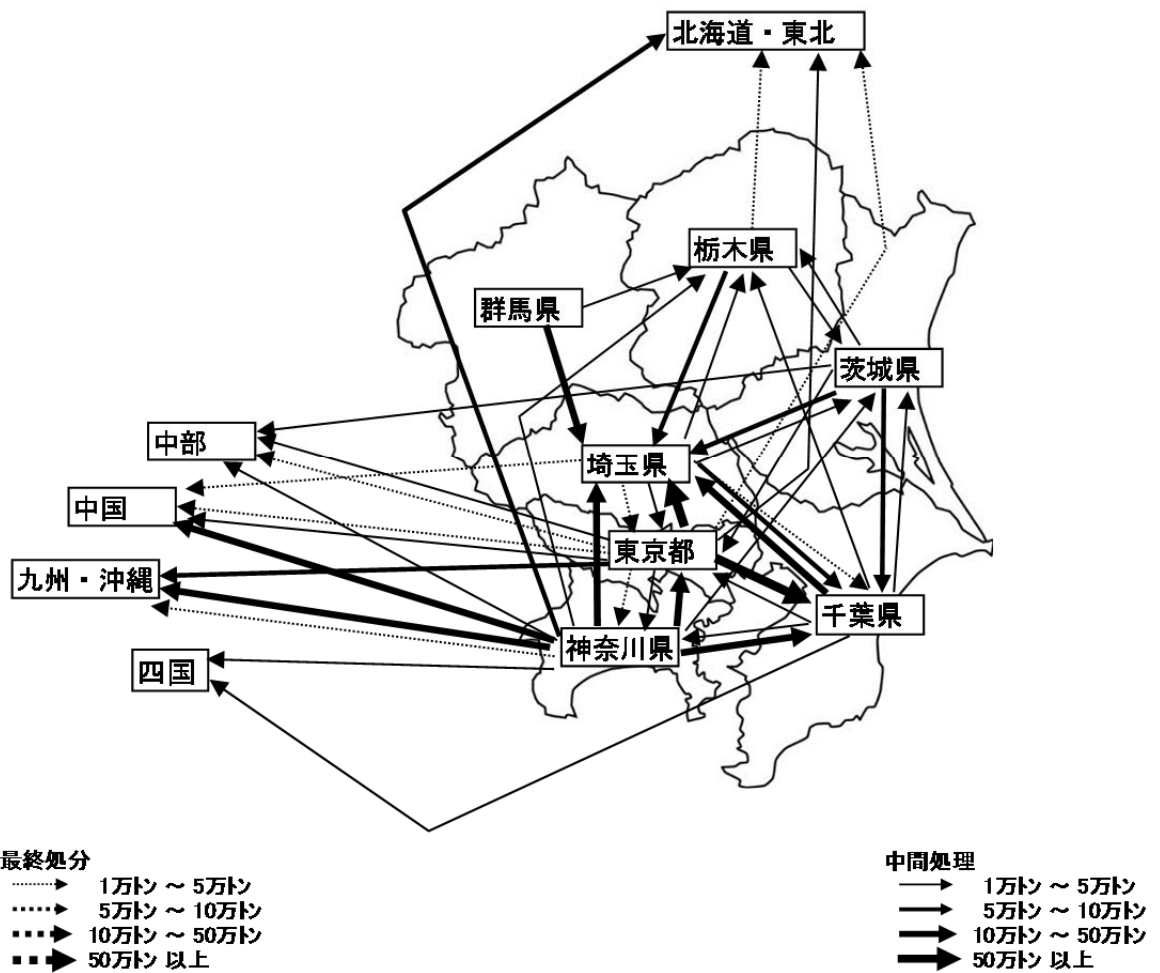 北海道・東北
栃木県
群馬県
茨城県
中部
埼玉県
中国
東京都
九州・沖縄
千葉県
神奈川県
四国
最終処分
1万トン ～ 5万トン
5万トン ～ 10万トン
10万トン ～ 50万トン
50万トン 以上
中間処理
1万トン ～ 5万トン
5万トン ～ 10万トン
10万トン ～ 50万トン
50万トン 以上